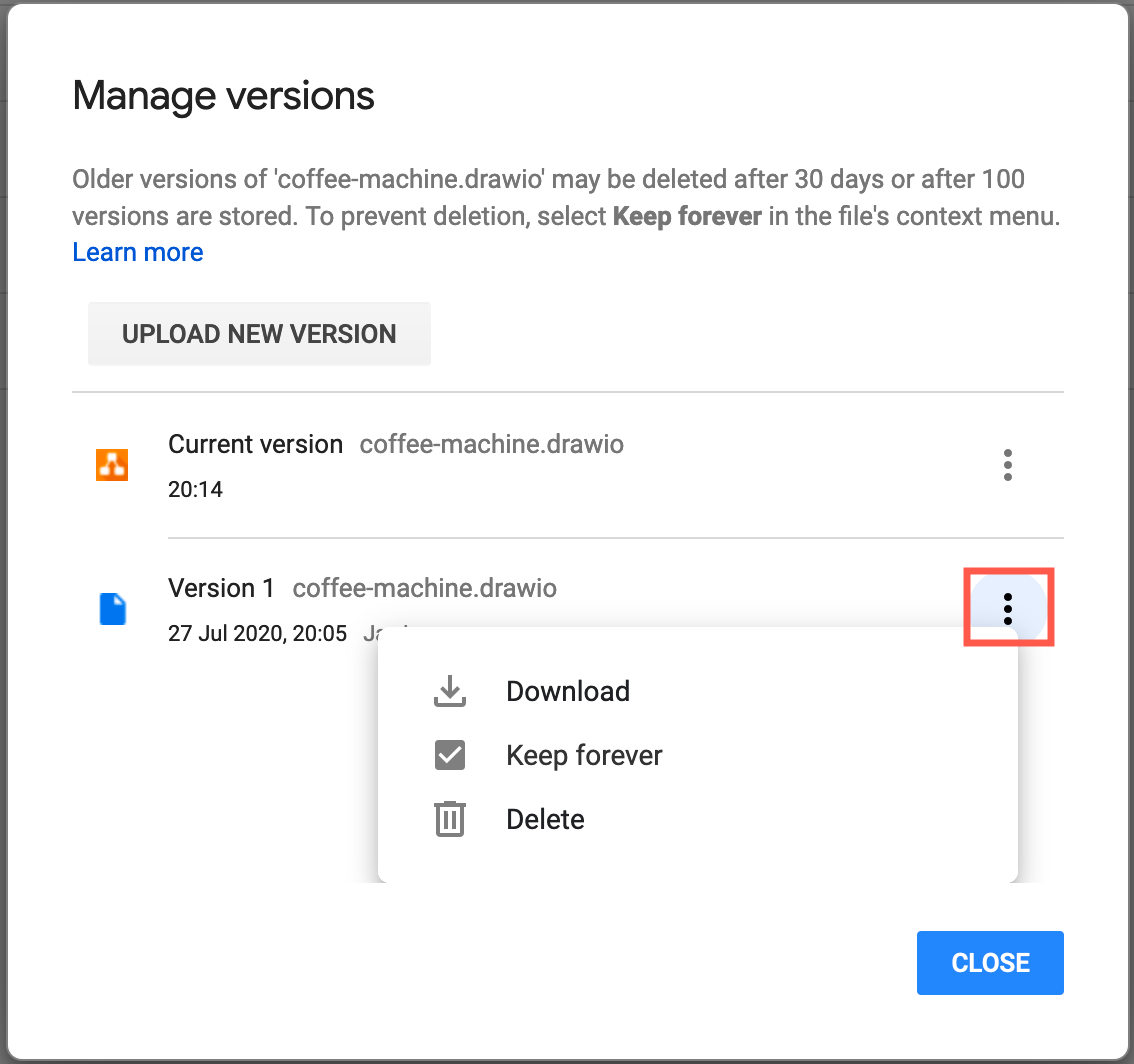 Manage versions
Older versions of 'coffee-machine.drawio' may be deleted after 30 days or after 100
versions are stored. To prevent deletion, select Keep forever in the file's context menu.
Learn more
UPLOAD NEW VERSION
Current version coffee-machine.drawio
20:14
Version 1 coffee-machine.drawio
27 Jul 2020, 20:05
Download
Keep forever
Delete
CLOSE